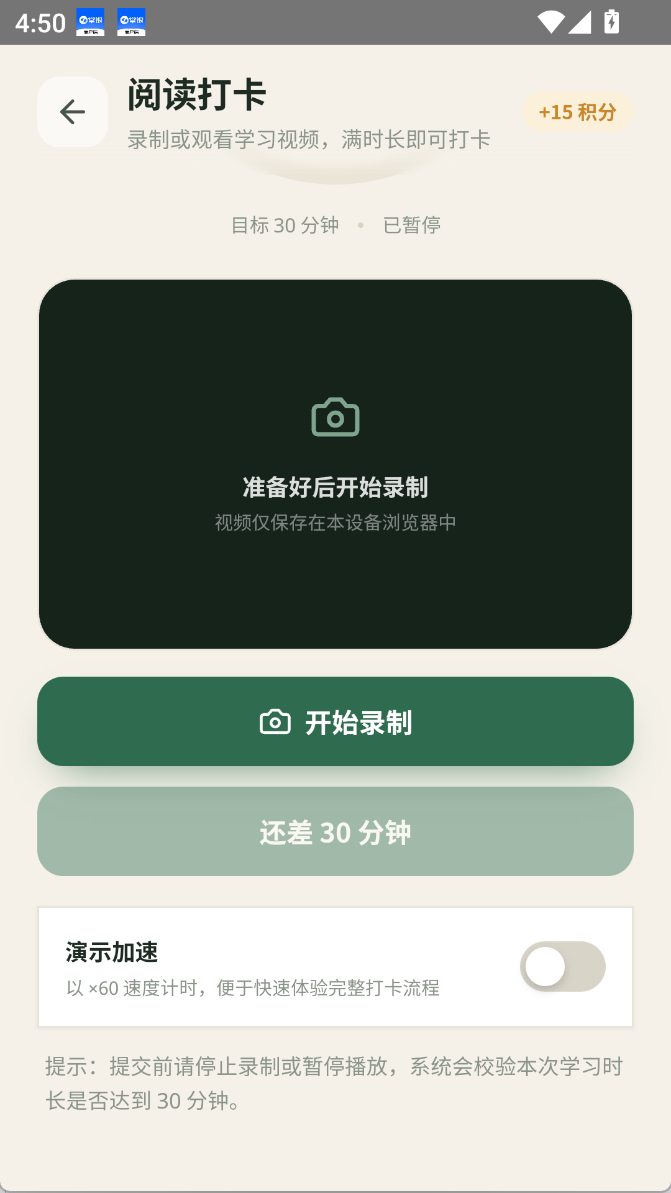 4:50
阅读打卡
录制或观看学习视频，满时长即可打卡
+15 积分
目标 30 分钟 • 已暂停
准备好后开始录制
视频仅保存在本设备浏览器中
开始录制
还差 30 分钟
演示加速
以 ×60 速度计时，便于快速体验完整打卡流程
提示：提交前请停止录制或暂停播放，系统会校验本次学习时
长是否达到 30 分钟。